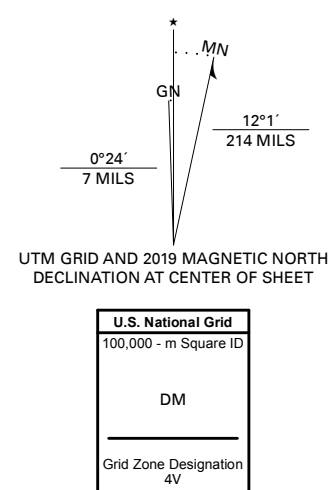 ★
MN
GN
12°1´
214 MILS
0°24´
7 MILS
UTM GRID AND 2019 MAGNETIC NORTH
DECLINATION AT CENTER OF SHEET
U.S. National Grid
100,000 - m Square ID
DM
Grid Zone Designation
4V